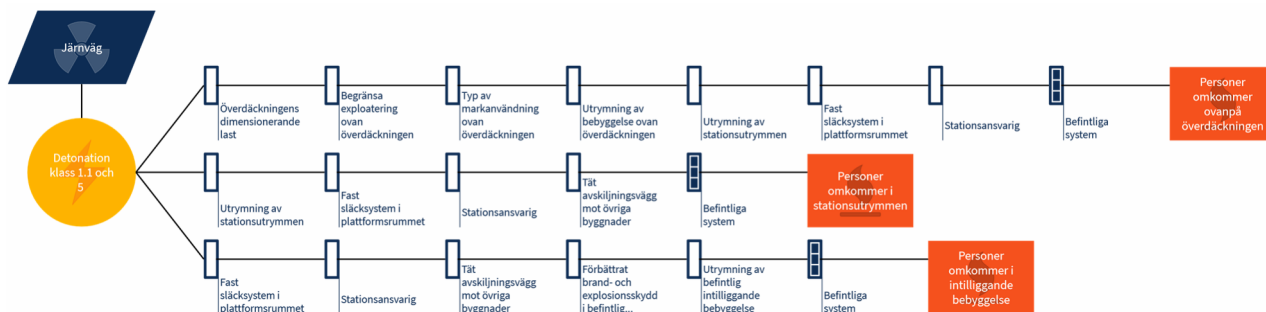 Järnväg
Detonation
klass 1.1 och
5
Överdäckningens
dimensionerande
last
Begränsa
exploatering
ovan
överdäckningen
Typ av
markanvändning
ovan
överdäckningen
Utrymning av
bebyggelse ovan
överdäckningen
Utrymning av
stationsutrymmen
Fast
släcksystem i
plattformsrummet
Stationsansvarig
Befintliga
system
Personer
omkommer
ovanpå
överdäckningen
Utrymning av
stationsutrymmen
Fast
släcksystem i
plattformsrummet
Stationsansvarig
Tät
avskiljningsvägg
mot övriga
byggnader
Befintliga
system
Personer
omkommer i
stationsutrymmen
Fast
släcksystem i
plattformsrummet
Stationsansvarig
Tät
avskiljningsvägg
mot övriga
byggnader
Förbättrat
brand- och
explosionsskydd
i befintlig...
Utrymning av
befintlig
intilliggande
bebyggelse
Befintliga
system
Personer
omkommer i
intilliggande
bebyggelse